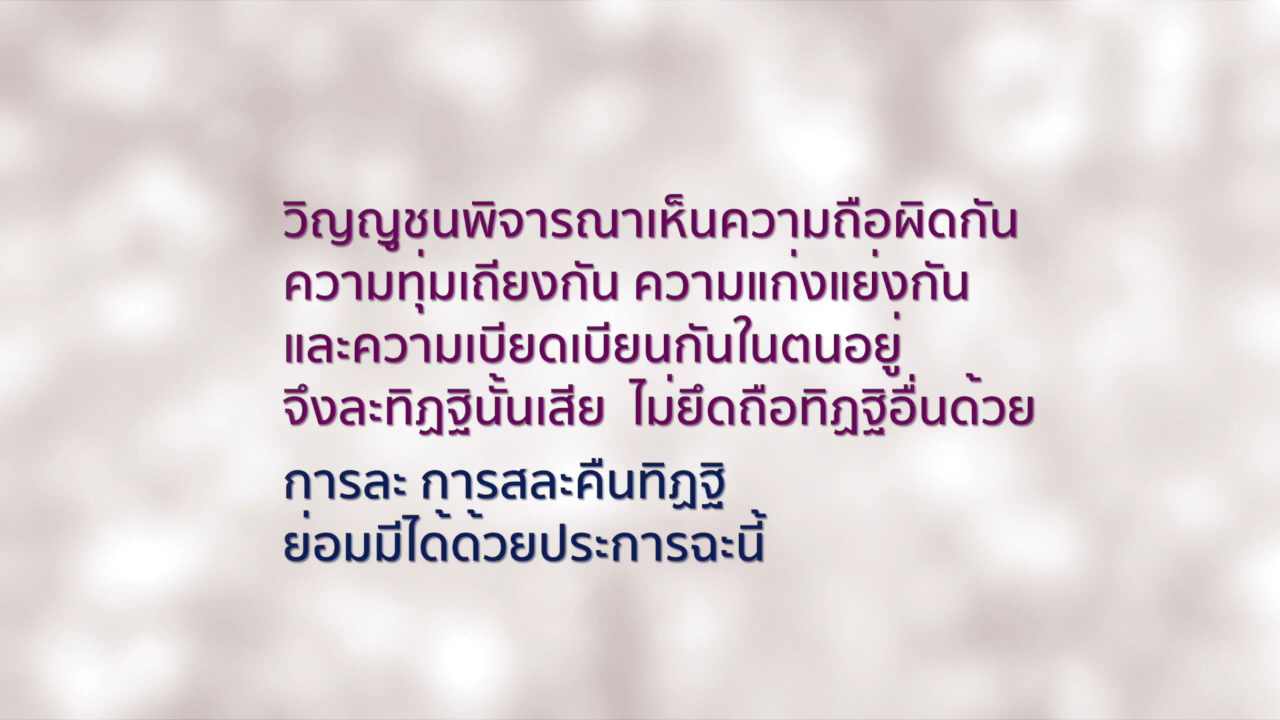 วิญญูชนพิจารณาเห็นความถือผิดกัน
ความทุ่มเถียงกัน ความแก่งแย่งกัน
และความเบียดเบียนกันในตนอยู่
จึงละทิฏฐินั้นเสีย ไม่ยึดถือทิฏฐิอื่นด้วย
การละ การสละคืนทิฏฐิ
ย่อมมีได้ด้วยประการฉะนี้